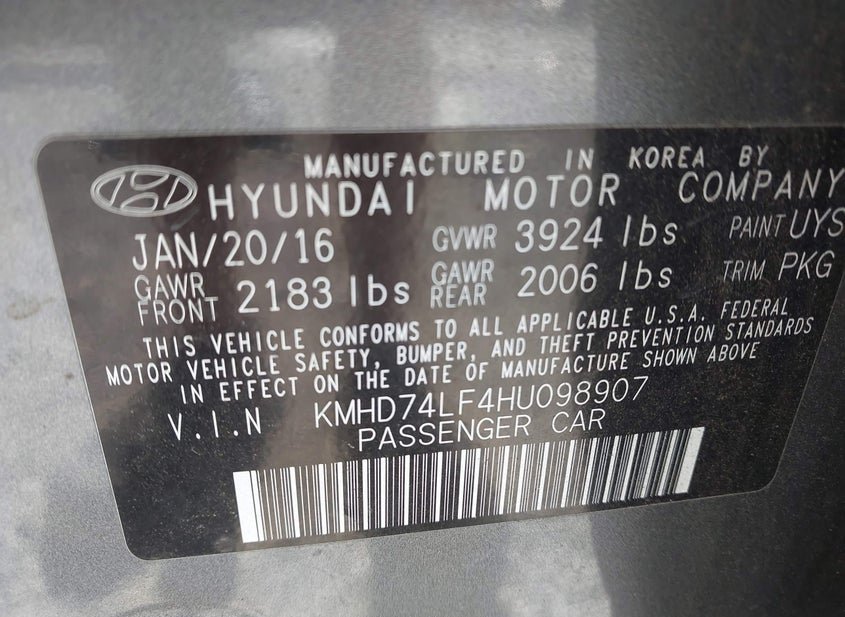 MANUFACTURED IN KOREA BY
HYUNDAI MOTOR COMPANY
JAN/20/16 GVWR 3924 lbs PAINT UYS
GAWR FRONT 2183 lbs GAWR REAR 2006 lbs TRIM PKG
THIS VEHICLE CONFORMS TO ALL APPLICABLE U.S.A. FEDERAL
MOTOR VEHICLE SAFETY, BUMPER, AND THEFT PREVENTION STANDARDS
IN EFFECT ON THE DATE OF MANUFACTURE SHOWN ABOVE
V.I.N KMHD74LF4HU098907
PASSENGER CAR